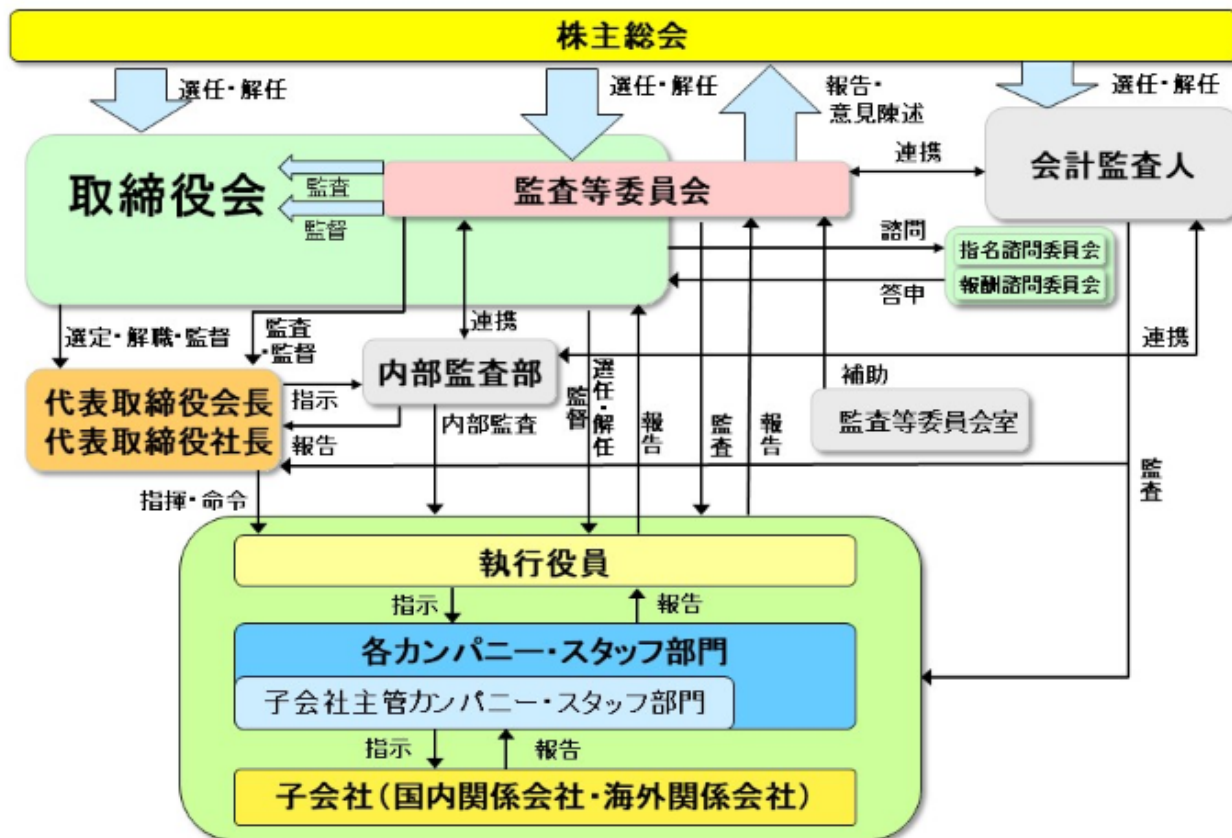 株主総会
選任・解任
選任・解任
報告・
意見陳述
選任・解任
取締役会
監査
監督
監査等委員会
連携
会計監査人
諮問
指名諮問委員会
答申
報酬諮問委員会
選定・解職・監督
監査
・監督
連携
連携
代表取締役会長
代表取締役社長
指示
報告
内部監査部
内部監査
監督
選任・解任
報告
監査
報告
補助
監査等委員会室
監査
指揮・命令
執行役員
指示
報告
各カンパニー・スタッフ部門
子会社主管カンパニー・スタッフ部門
指示
報告
子会社(国内関係会社・海外関係会社)